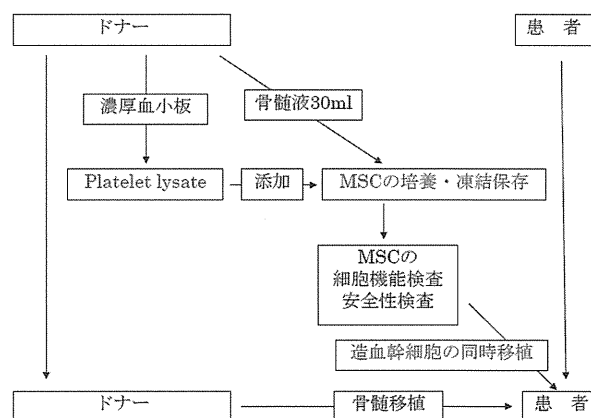 ドナー
患　者
濃厚血小板
骨髄液30ml
Platelet lysate
添加
MSCの培養・凍結保存
MSCの
細胞機能検査
安全性検査
造血幹細胞の同時移植
ドナー
骨髄移植
患　者